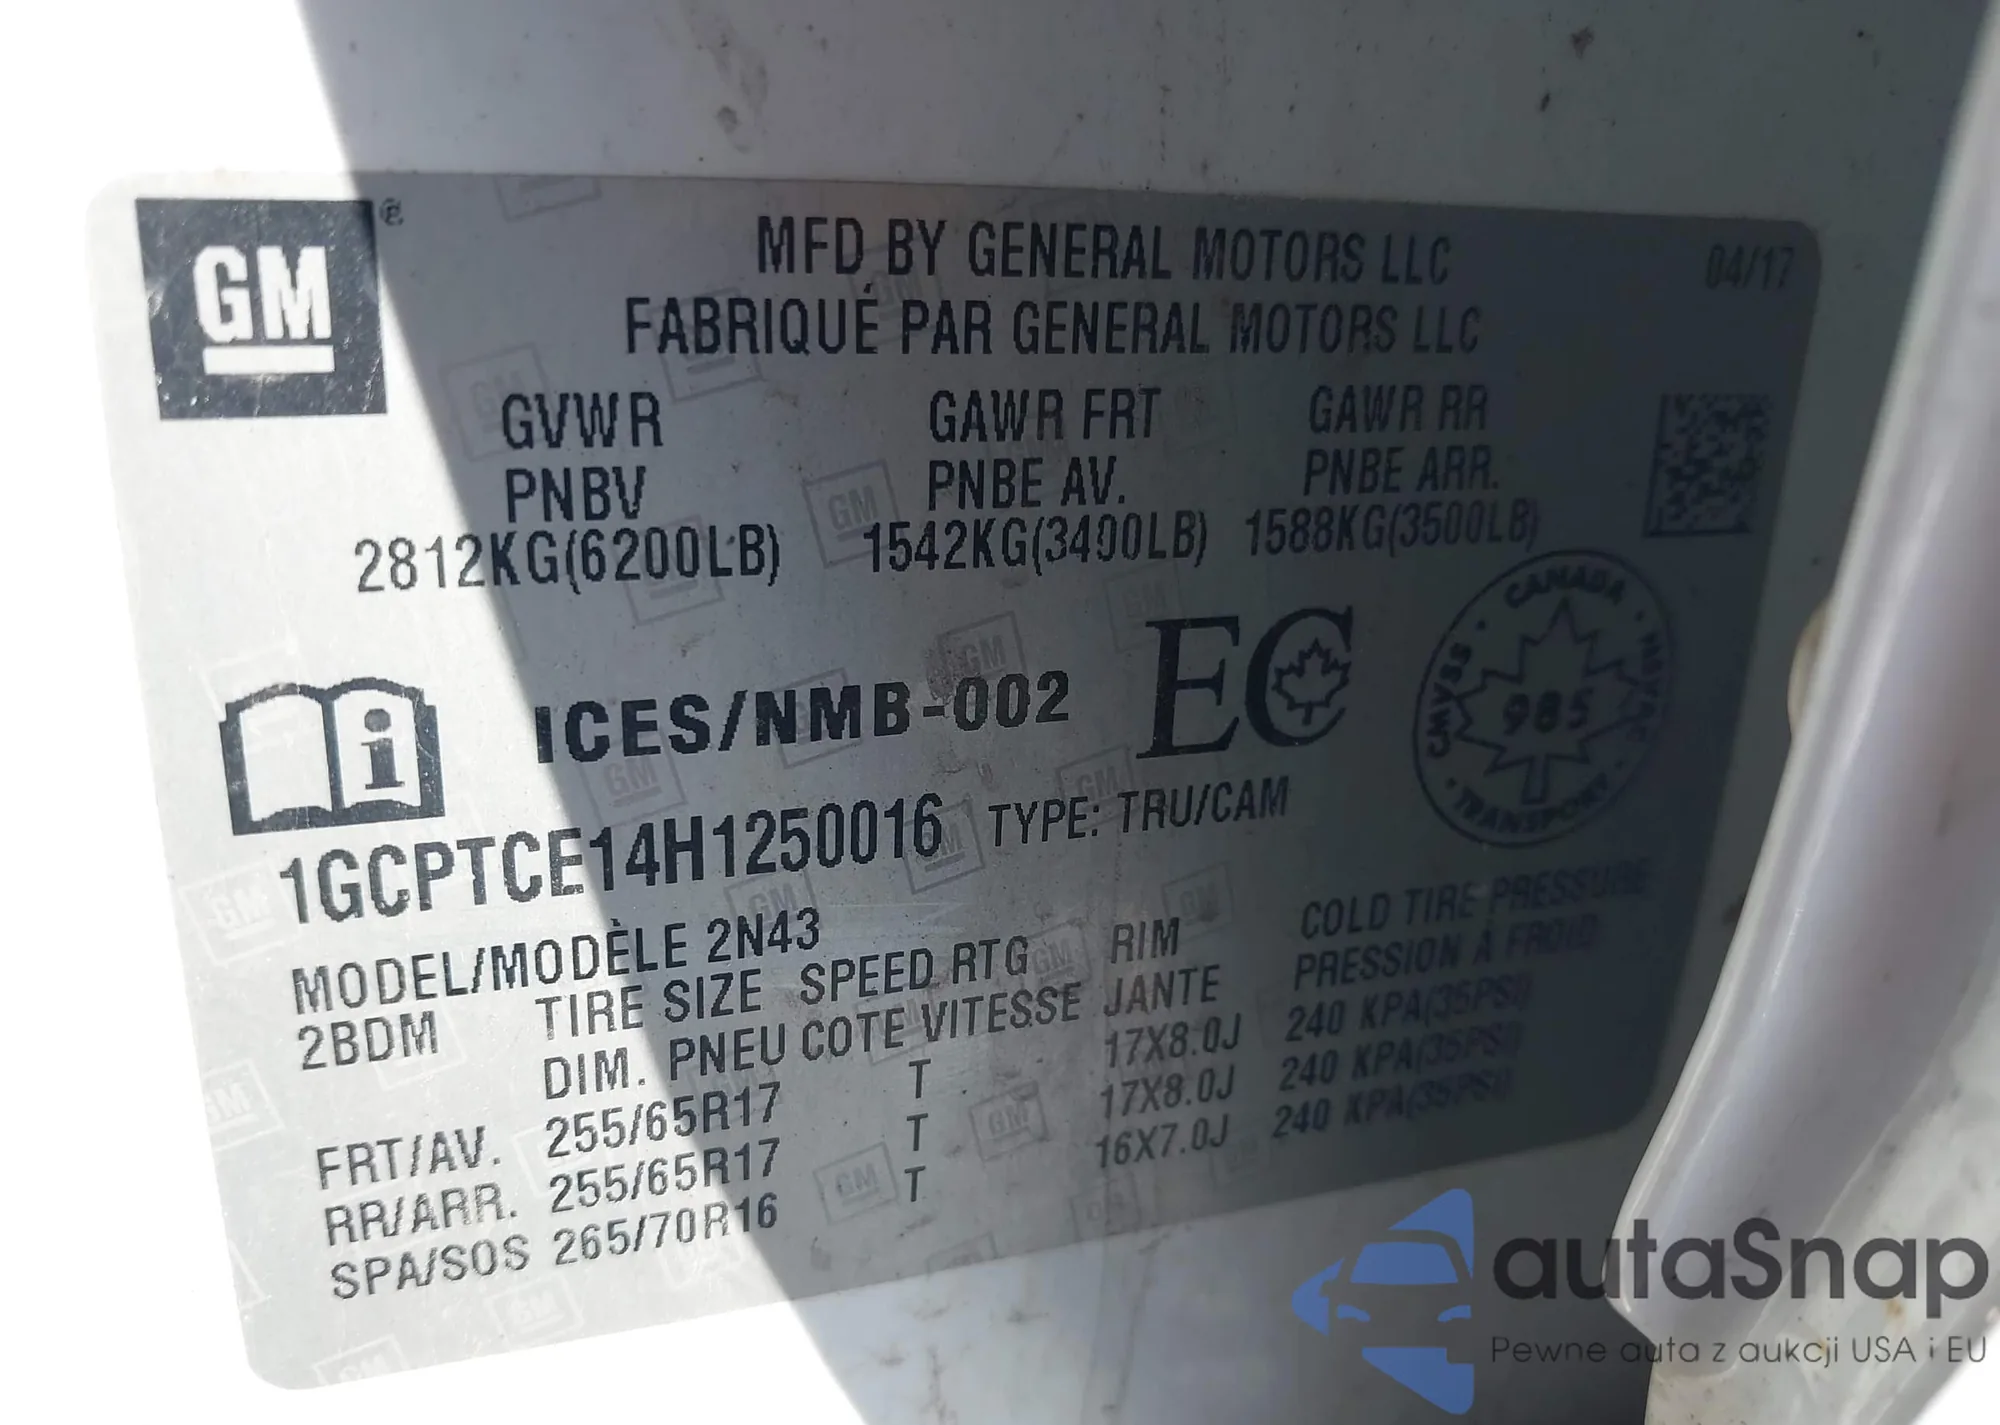 GM ®
MFD BY GENERAL MOTORS LLC 04/17
FABRIQUÉ PAR GENERAL MOTORS LLC
GVWR GAWR FRT GAWR RR
PNBV PNBE AV. PNBE ARR.
2812KG(6200LB) 1542KG(3400LB) 1588KG(3500LB)
i ICES/NMB-002 EC
CANADA · CMVSS · NSVAC · TRANSPORT
985
1GCPTCE14H1250016 TYPE: TRU/CAM
MODEL/MODÈLE 2N43
2BDM TIRE SIZE SPEED RTG RIM COLD TIRE PRESSURE
DIM. PNEU COTE VITESSE JANTE PRESSION À FROID
FRT/AV. 255/65R17 T 17X8.0J 240 KPA(35PSI)
RR/ARR. 255/65R17 T 17X8.0J 240 KPA(35PSI)
SPA/SOS 265/70R16 T 16X7.0J 240 KPA(35PSI)
autaSnap
Pewne auta z aukcji USA i EU